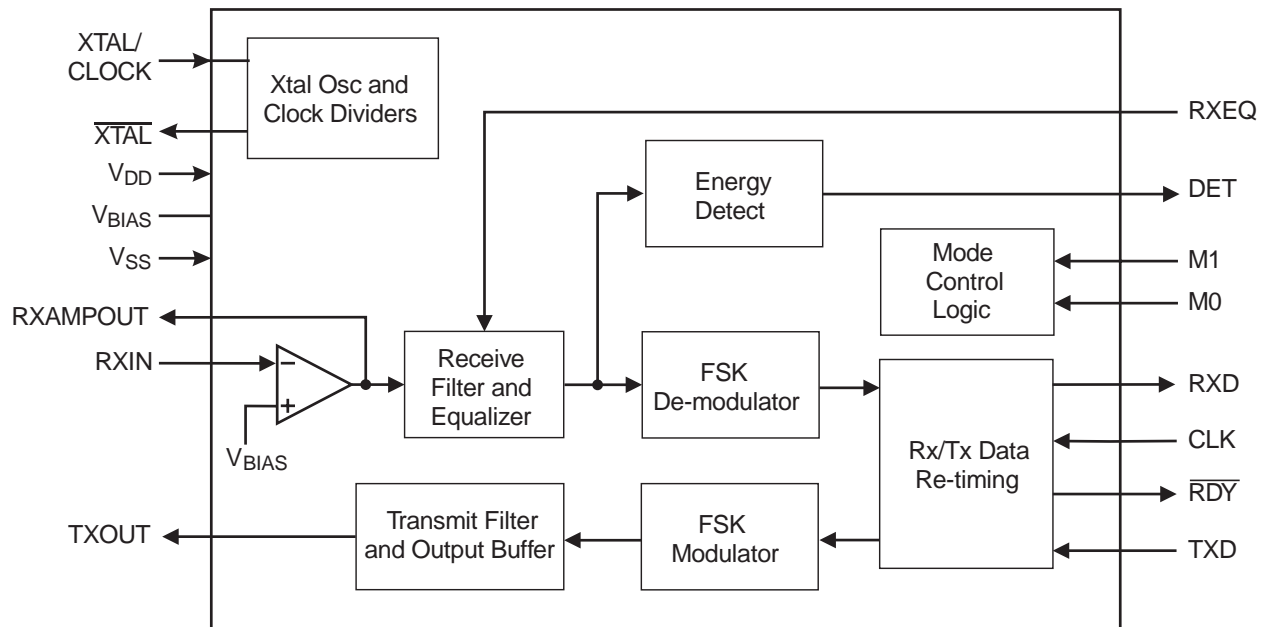 XTAL/
CLOCK
XTAL
VDD
VBIAS
VSS
RXAMPOUT
RXIN
VBIAS
TXOUT
Xtal Osc and
Clock Dividers
−
+
Receive
Filter and
Equalizer
Energy
Detect
FSK
De-modulator
Mode
Control
Logic
Rx/Tx Data
Re-timing
Transmit Filter
and Output Buffer
FSK
Modulator
RXEQ
DET
M1
M0
RXD
CLK
RDY
TXD